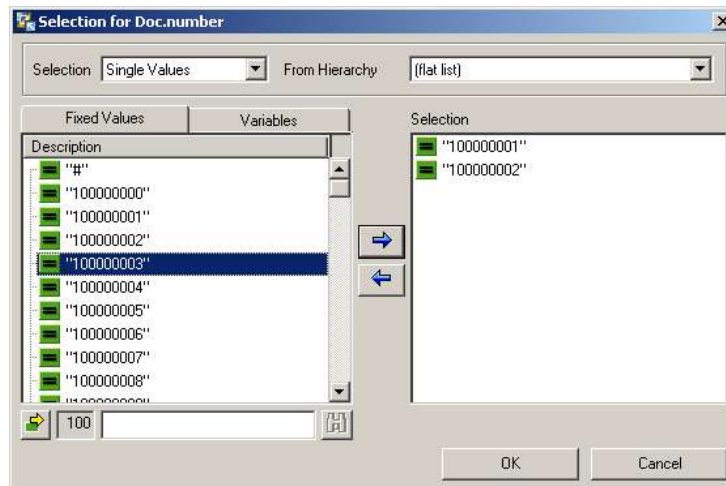 Selection for Doc.number
Selection Single Values From Hierarchy (flat list)
Fixed Values Variables
Description
"#"
"100000000"
"100000001"
"100000002"
"100000003"
"100000004"
"100000005"
"100000006"
"100000007"
"100000008"
100
Selection
"100000001"
"100000002"
OK Cancel